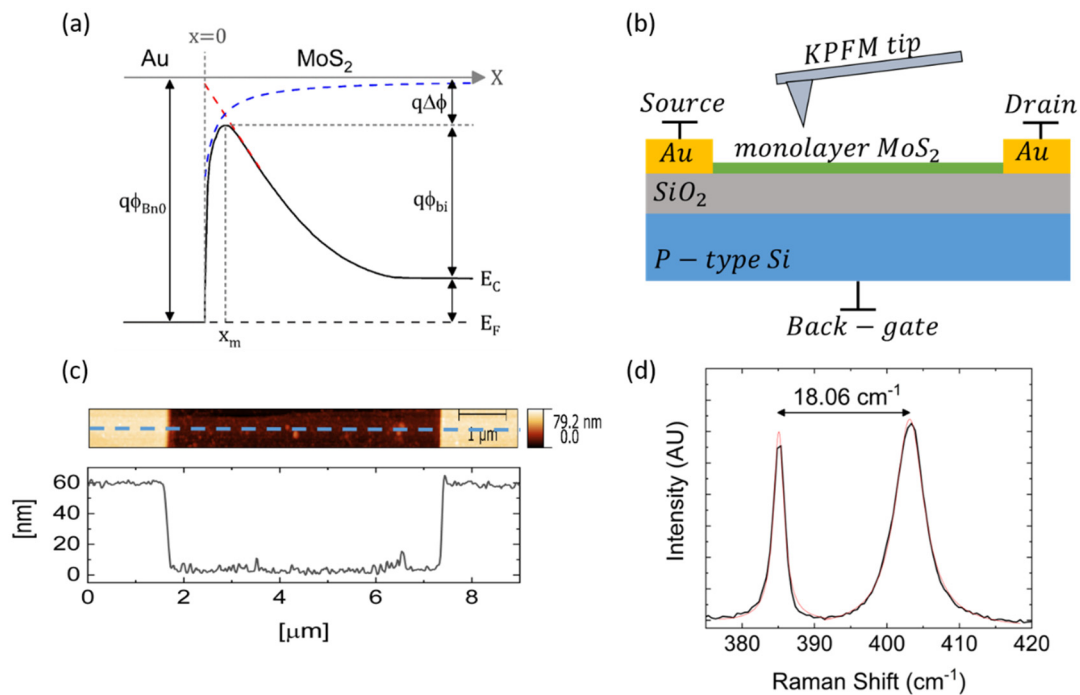 (a)
x=0
Au
MoS₂
X
qΔϕ
qϕBn0
qϕbi
EC
EF
xm
(b)
KPFM tip
Source
Drain
Au
monolayer MoS₂
Au
SiO₂
P − type Si
Back − gate
(c)
1 μm
79.2 nm
0.0
60
40
20
0
[nm]
0
2
4
6
8
[μm]
(d)
18.06 cm⁻¹
Intensity (AU)
380
390
400
410
420
Raman Shift (cm⁻¹)